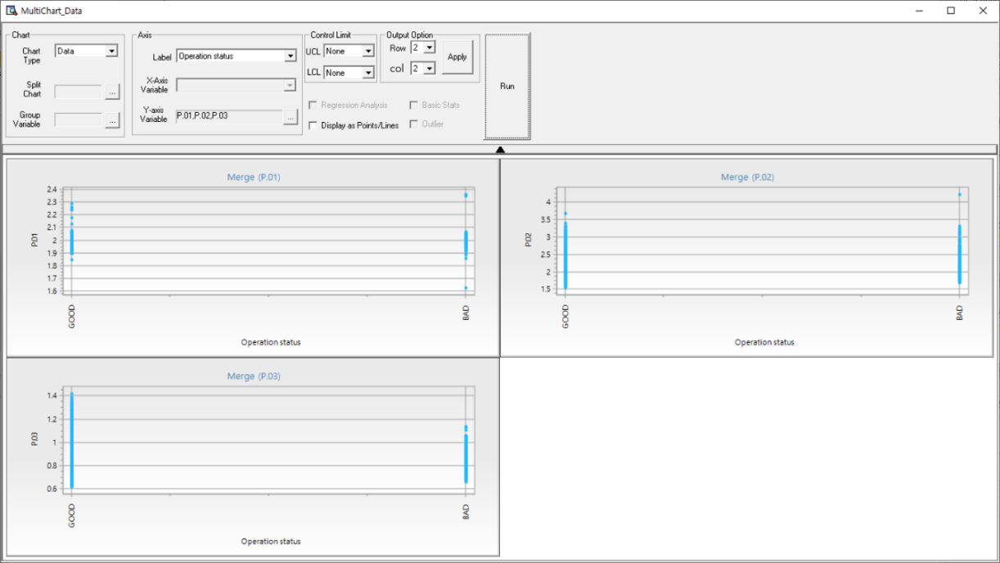 MultiChart_Data
Chart
Chart Type
Data
Split Chart
...
Group Variable
...
Axis
Label
Operation status
X-Axis Variable
Y-axis Variable
P.01,P.02,P.03
...
Control Limit
UCL
None
LCL
None
Output Option
Row
2
col
2
Apply
Regression Analysis
Basic Stats
Display as Points/Lines
Outlier
Run
Merge (P.01)
P.01
2.4
2.3
2.2
2.1
2
1.9
1.8
1.7
1.6
GOOD
BAD
Operation status
Merge (P.02)
P.02
4
3.5
3
2.5
2
1.5
GOOD
BAD
Operation status
Merge (P.03)
P.03
1.4
1.2
1
0.8
0.6
GOOD
BAD
Operation status